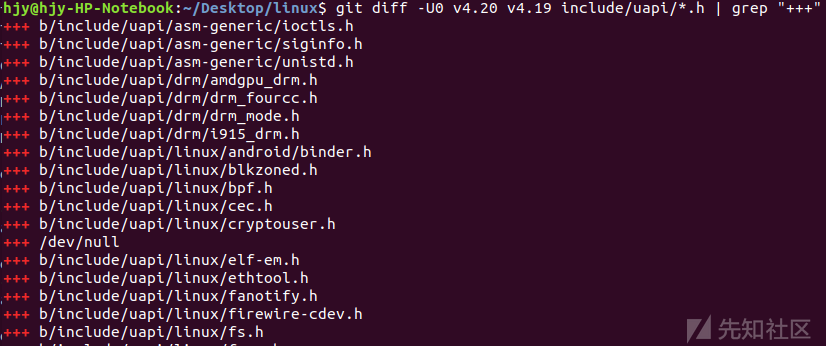 hjy@hjy-HP-Notebook:~/Desktop/linux$ git diff -U0 v4.20 v4.19 include/uapi/*.h | grep "+++"
+++ b/include/uapi/asm-generic/ioctls.h
+++ b/include/uapi/asm-generic/siginfo.h
+++ b/include/uapi/asm-generic/unistd.h
+++ b/include/uapi/drm/amdgpu_drm.h
+++ b/include/uapi/drm/drm_fourcc.h
+++ b/include/uapi/drm/drm_mode.h
+++ b/include/uapi/drm/i915_drm.h
+++ b/include/uapi/linux/android/binder.h
+++ b/include/uapi/linux/blkzoned.h
+++ b/include/uapi/linux/bpf.h
+++ b/include/uapi/linux/cec.h
+++ b/include/uapi/linux/cryptouser.h
+++ /dev/null
+++ b/include/uapi/linux/elf-em.h
+++ b/include/uapi/linux/ethtool.h
+++ b/include/uapi/linux/fanotify.h
+++ b/include/uapi/linux/firewire-cdev.h
+++ b/include/uapi/linux/fs.h
先知社区